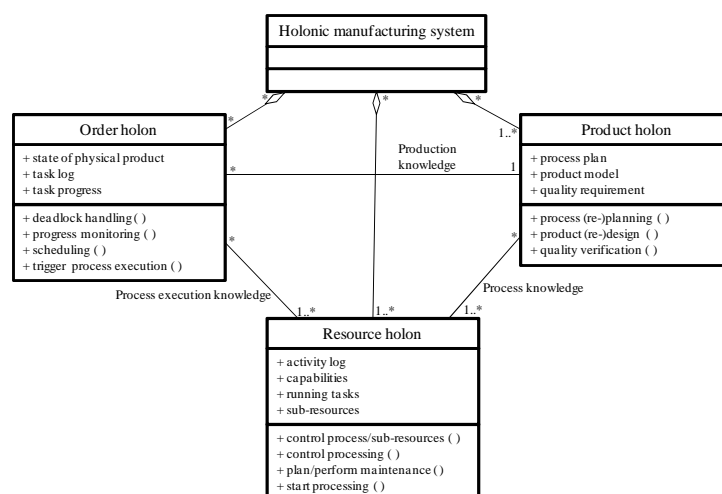 Holonic manufacturing system
*
*
*
*
1..*
Order holon
+ state of physical product
+ task log
+ task progress
+ deadlock handling ( )
+ progress monitoring ( )
+ scheduling ( )
+ trigger process execution ( )
Production
knowledge
*
1
Product holon
+ process plan
+ product model
+ quality requirement
+ process (re-)planning ( )
+ product (re-)design ( )
+ quality verification ( )
*
*
Process execution knowledge
Process knowledge
1..*
1..*
1..*
Resource holon
+ activity log
+ capabilities
+ running tasks
+ sub-resources
+ control process/sub-resources ( )
+ control processing ( )
+ plan/perform maintenance ( )
+ start processing ( )